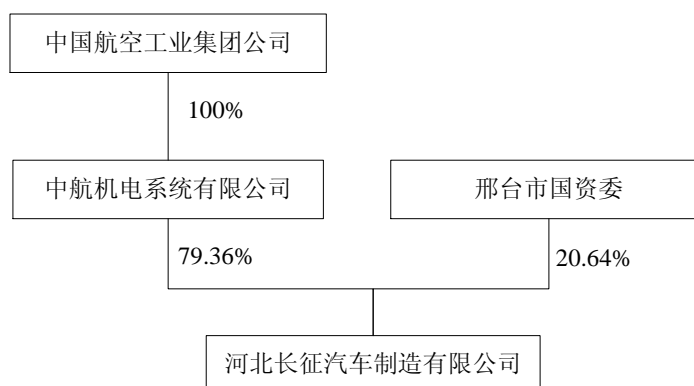 中国航空工业集团公司
100%
中航机电系统有限公司
邢台市国资委
79.36%
20.64%
河北长征汽车制造有限公司